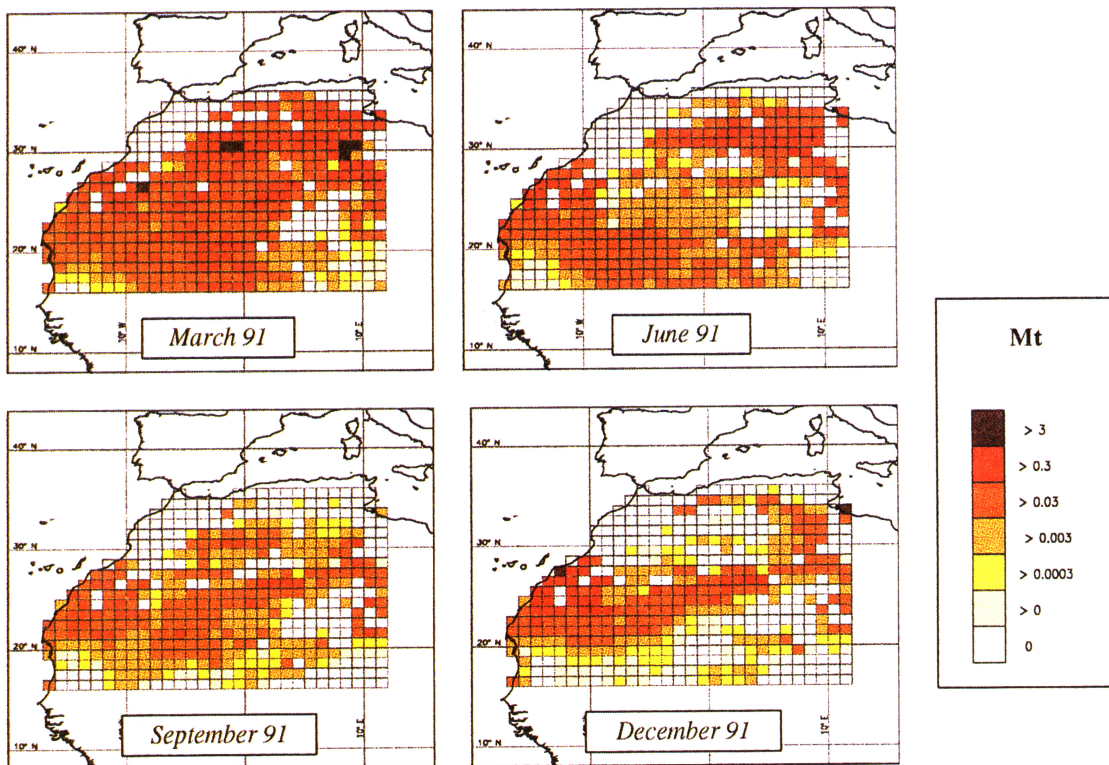 40° N
30° N
20° N
10° N
10° W
10° E
March 91
40° N
30° N
20° N
10° N
10° W
10° E
June 91
40° N
30° N
20° N
10° N
10° E
September 91
40° N
30° N
20° N
10° N
10° E
December 91
Mt
> 3
> 0.3
> 0.03
> 0.003
> 0.0003
> 0
0